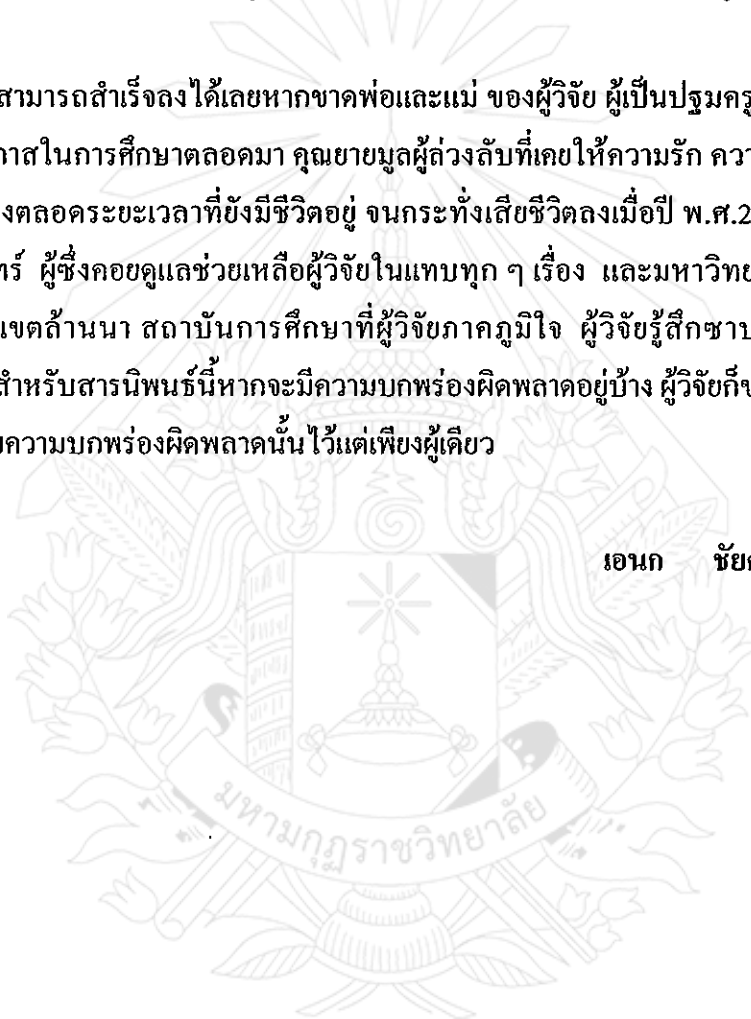 สามารถสำเร็จลงได้เลยหากขาดพ่อและแม่ ของผู้วิจัย ผู้เป็นปฐมครู
าสในการศึกษาตลอดมา คุณยายมูลผู้ล่วงลับที่เคยให้ความรัก ควา
งตลอดระยะเวลาที่ยังมีชีวิตอยู่ จนกระทั่งเสียชีวิตลงเมื่อปี พ.ศ.2
ทร์ ผู้ซึ่งคอยดูแลช่วยเหลือผู้วิจัยในแทบทุก ๆ เรื่อง และมหาวิทย
เขตล้านนา สถาบันการศึกษาที่ผู้วิจัยภาคภูมิใจ ผู้วิจัยรู้สึกซาบ
สำหรับสารนิพนธ์นี้หากจะมีความบกพร่องผิดพลาดอยู่บ้าง ผู้วิจัยก็ข
ความบกพร่องผิดพลาดนั้นไว้แต่เพียงผู้เดียว
เอนก ชัย
มหามกุฏราชวิทยาลัย